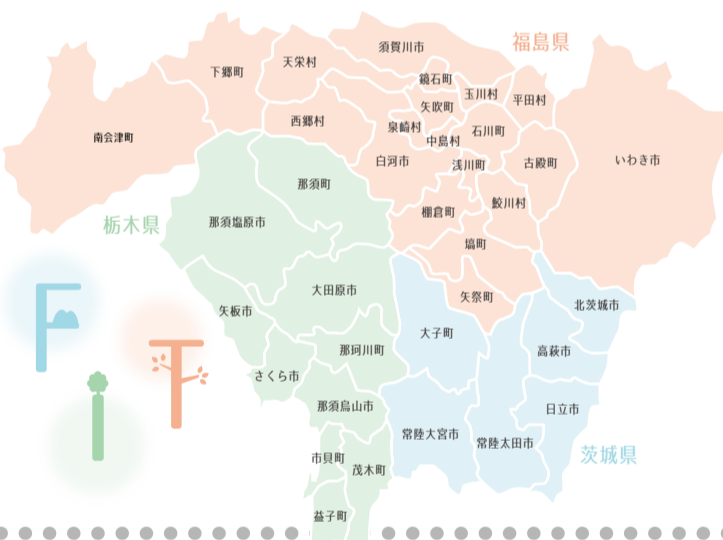 福島県
須賀川市
天栄村
下郷町
鏡石町
玉川村
平田村
矢吹町
西郷村
泉崎村
石川町
中島村
南会津町
白河市
浅川町
古殿町
いわき市
那須町
鮫川村
棚倉町
栃木県
那須塩原市
塙町
大田原市
矢祭町
北茨城市
矢板市
大子町
那珂川町
高萩市
さくら市
那須烏山市
日立市
常陸大宮市
常陸太田市
茨城県
市貝町
茂木町
益子町